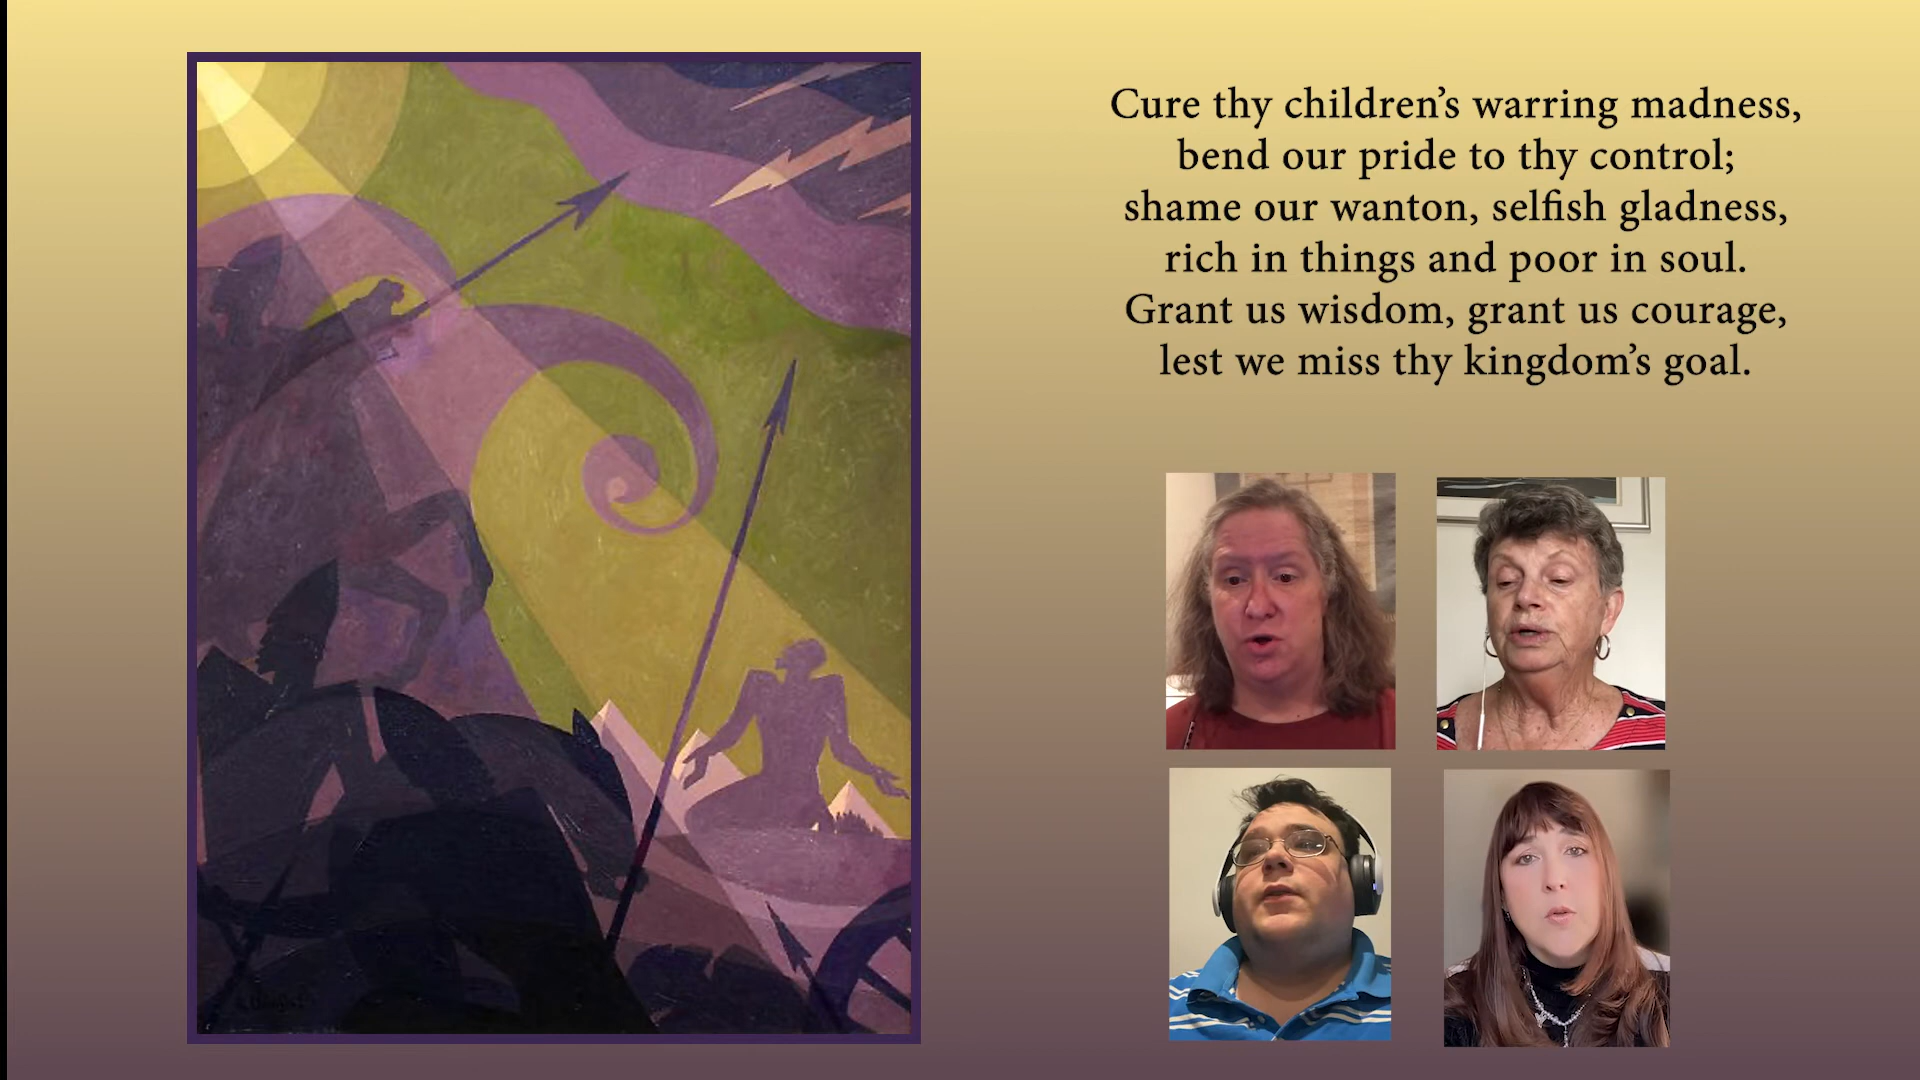 Cure thy children’s warring madness,
bend our pride to thy control;
shame our wanton, selfish gladness,
rich in things and poor in soul.
Grant us wisdom, grant us courage,
lest we miss thy kingdom’s goal.